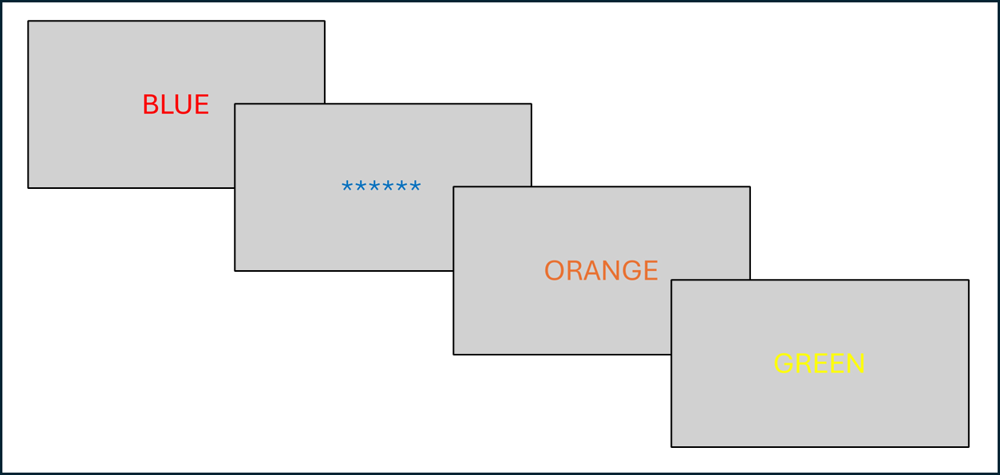 BLUE
******
ORANGE
GREEN